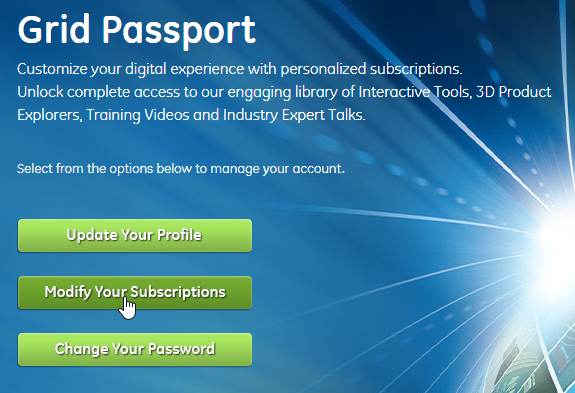 Grid Passport
Customize your digital experience with personalized subscriptions.
Unlock complete access to our engaging library of Interactive Tools, 3D Product
Explorers, Training Videos and Industry Expert Talks.
Select from the options below to manage your account.
Update Your Profile
Modify Your Subscriptions
Change Your Password